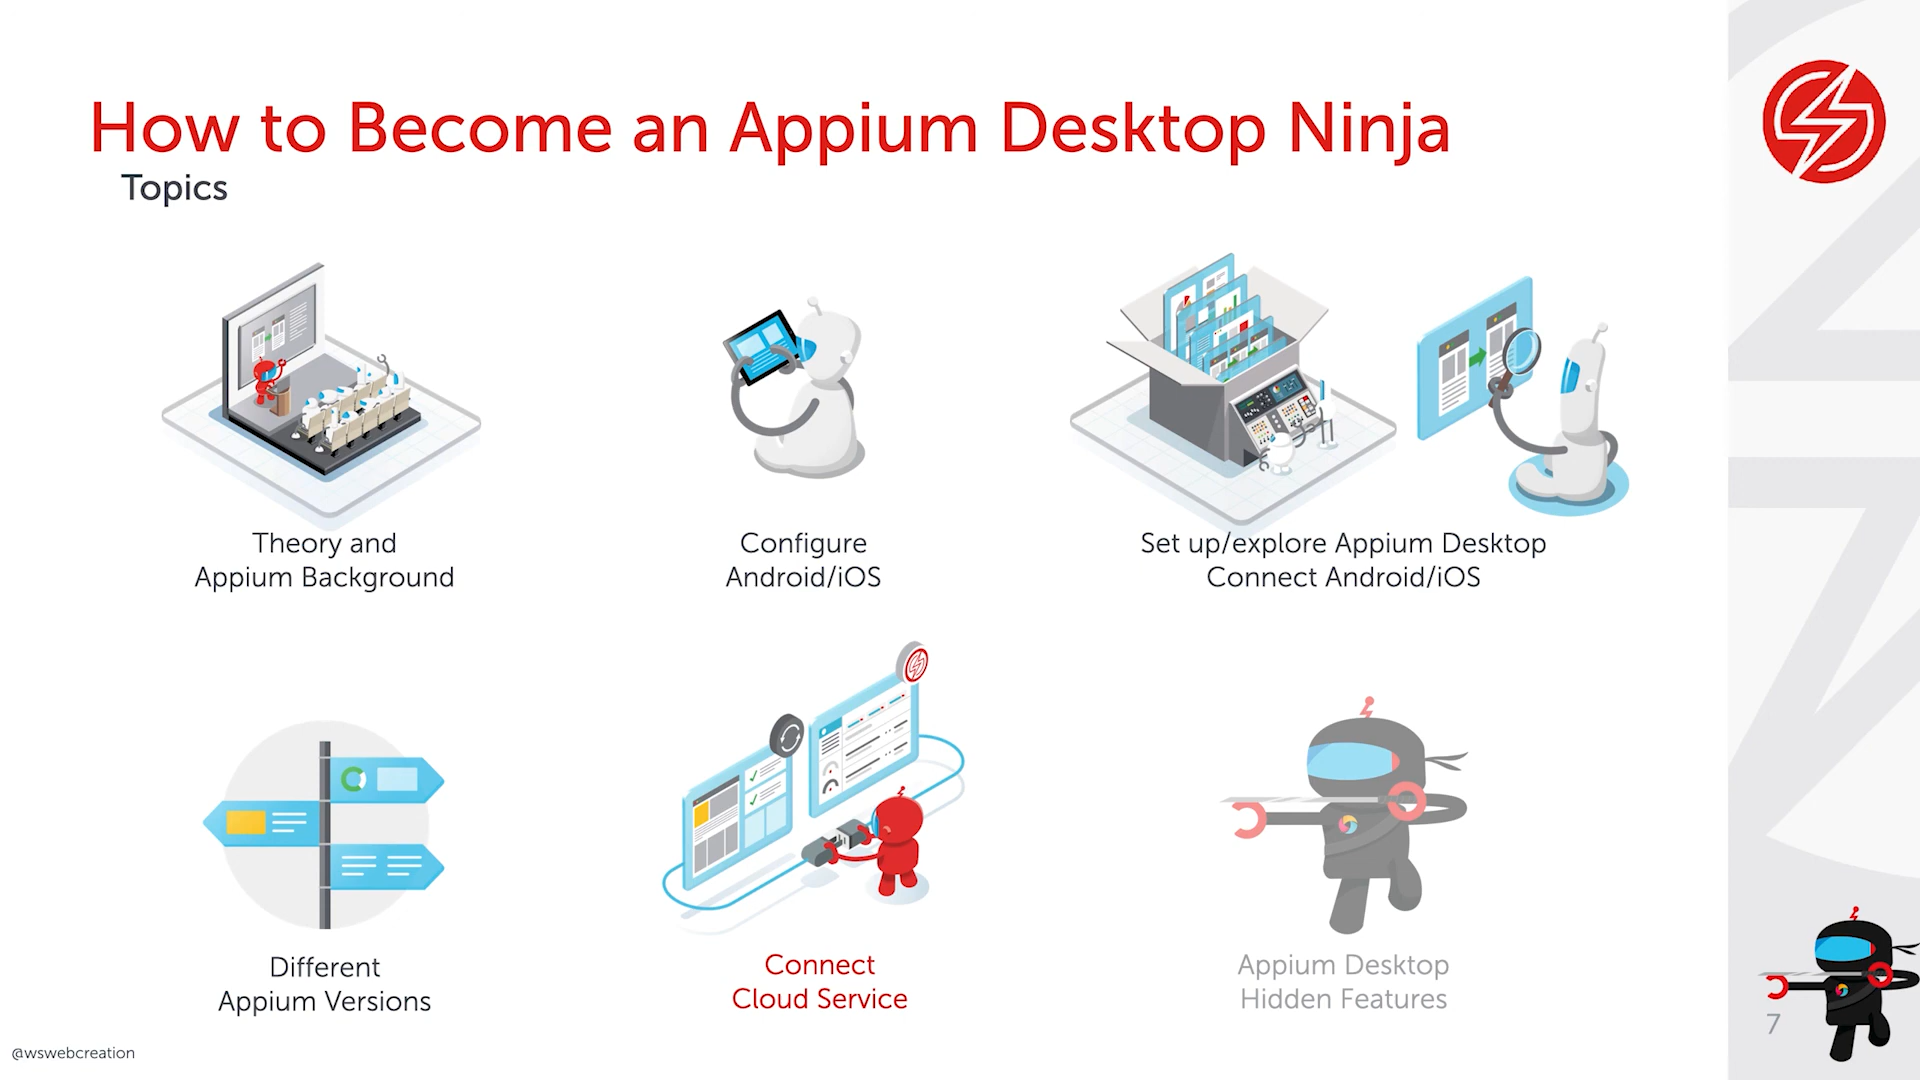 How to Become an Appium Desktop Ninja
Topics
Theory and
Appium Background
Configure
Android/iOS
Set up/explore Appium Desktop
Connect Android/iOS
Different
Appium Versions
Connect
Cloud Service
Appium Desktop
Hidden Features
7
@wswebcreation